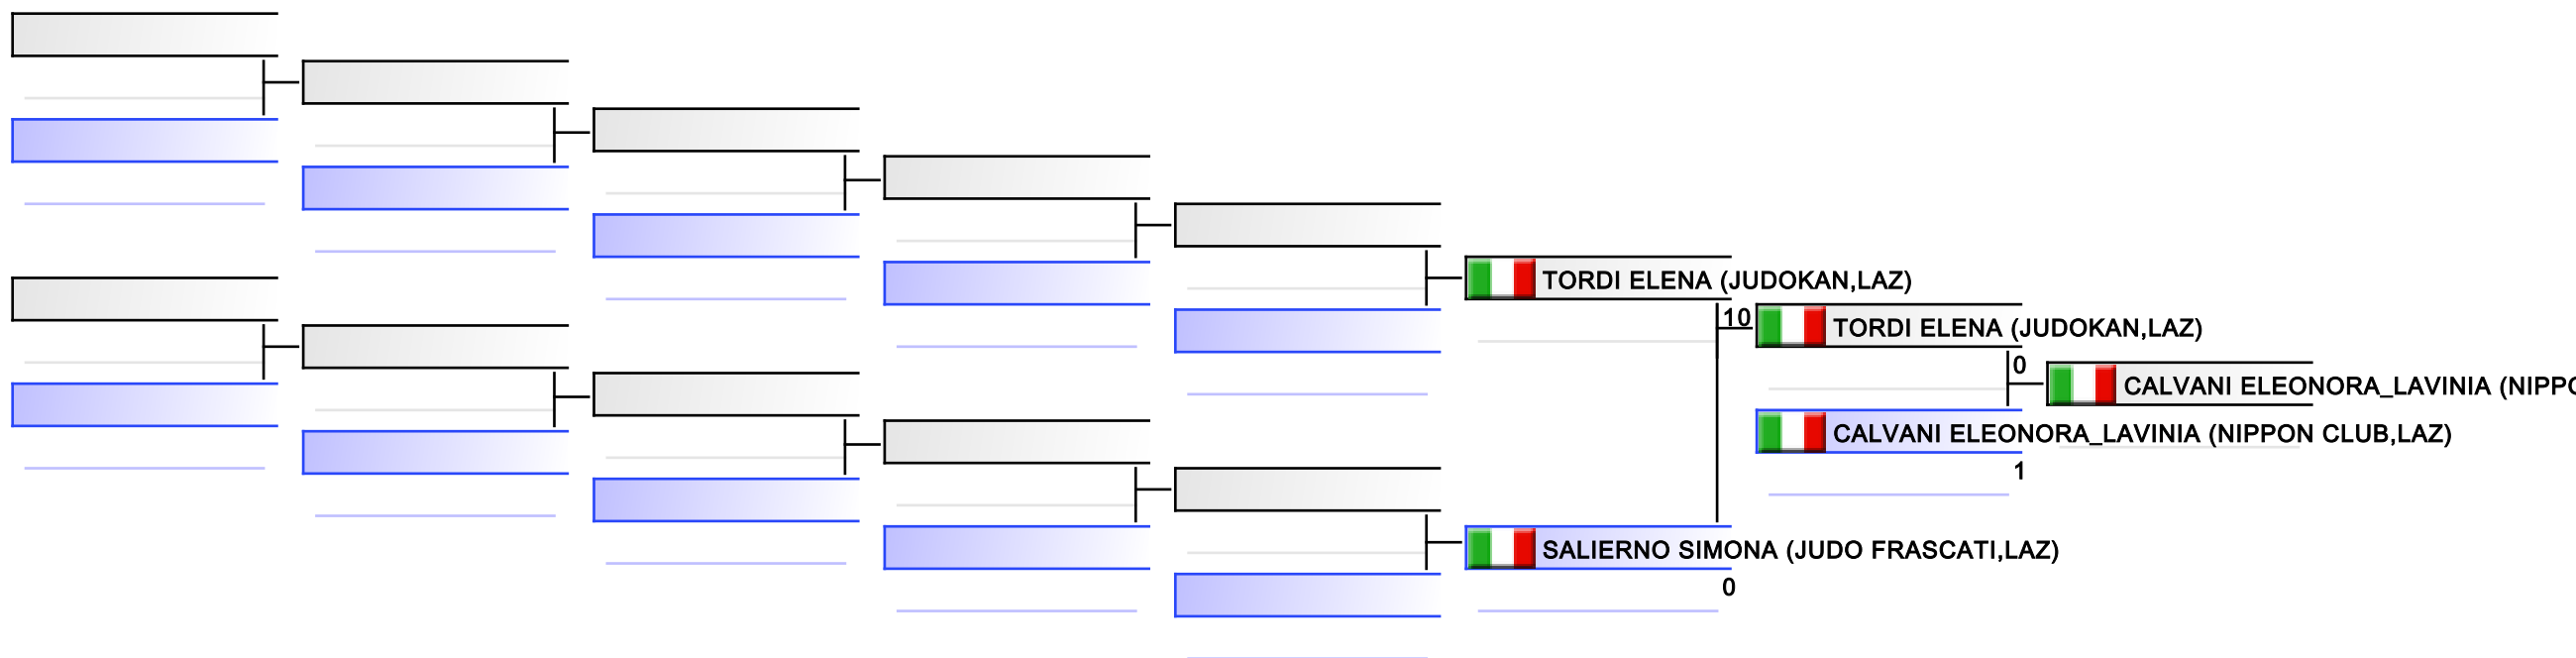 TORDI ELENA (JUDOKAN,LAZ)
10
TORDI ELENA (JUDOKAN,LAZ)
0
CALVANI ELEONORA_LAVINIA (NIPPO
CALVANI ELEONORA_LAVINIA (NIPPON CLUB,LAZ)
1
SALIERNO SIMONA (JUDO FRASCATI,LAZ)
0